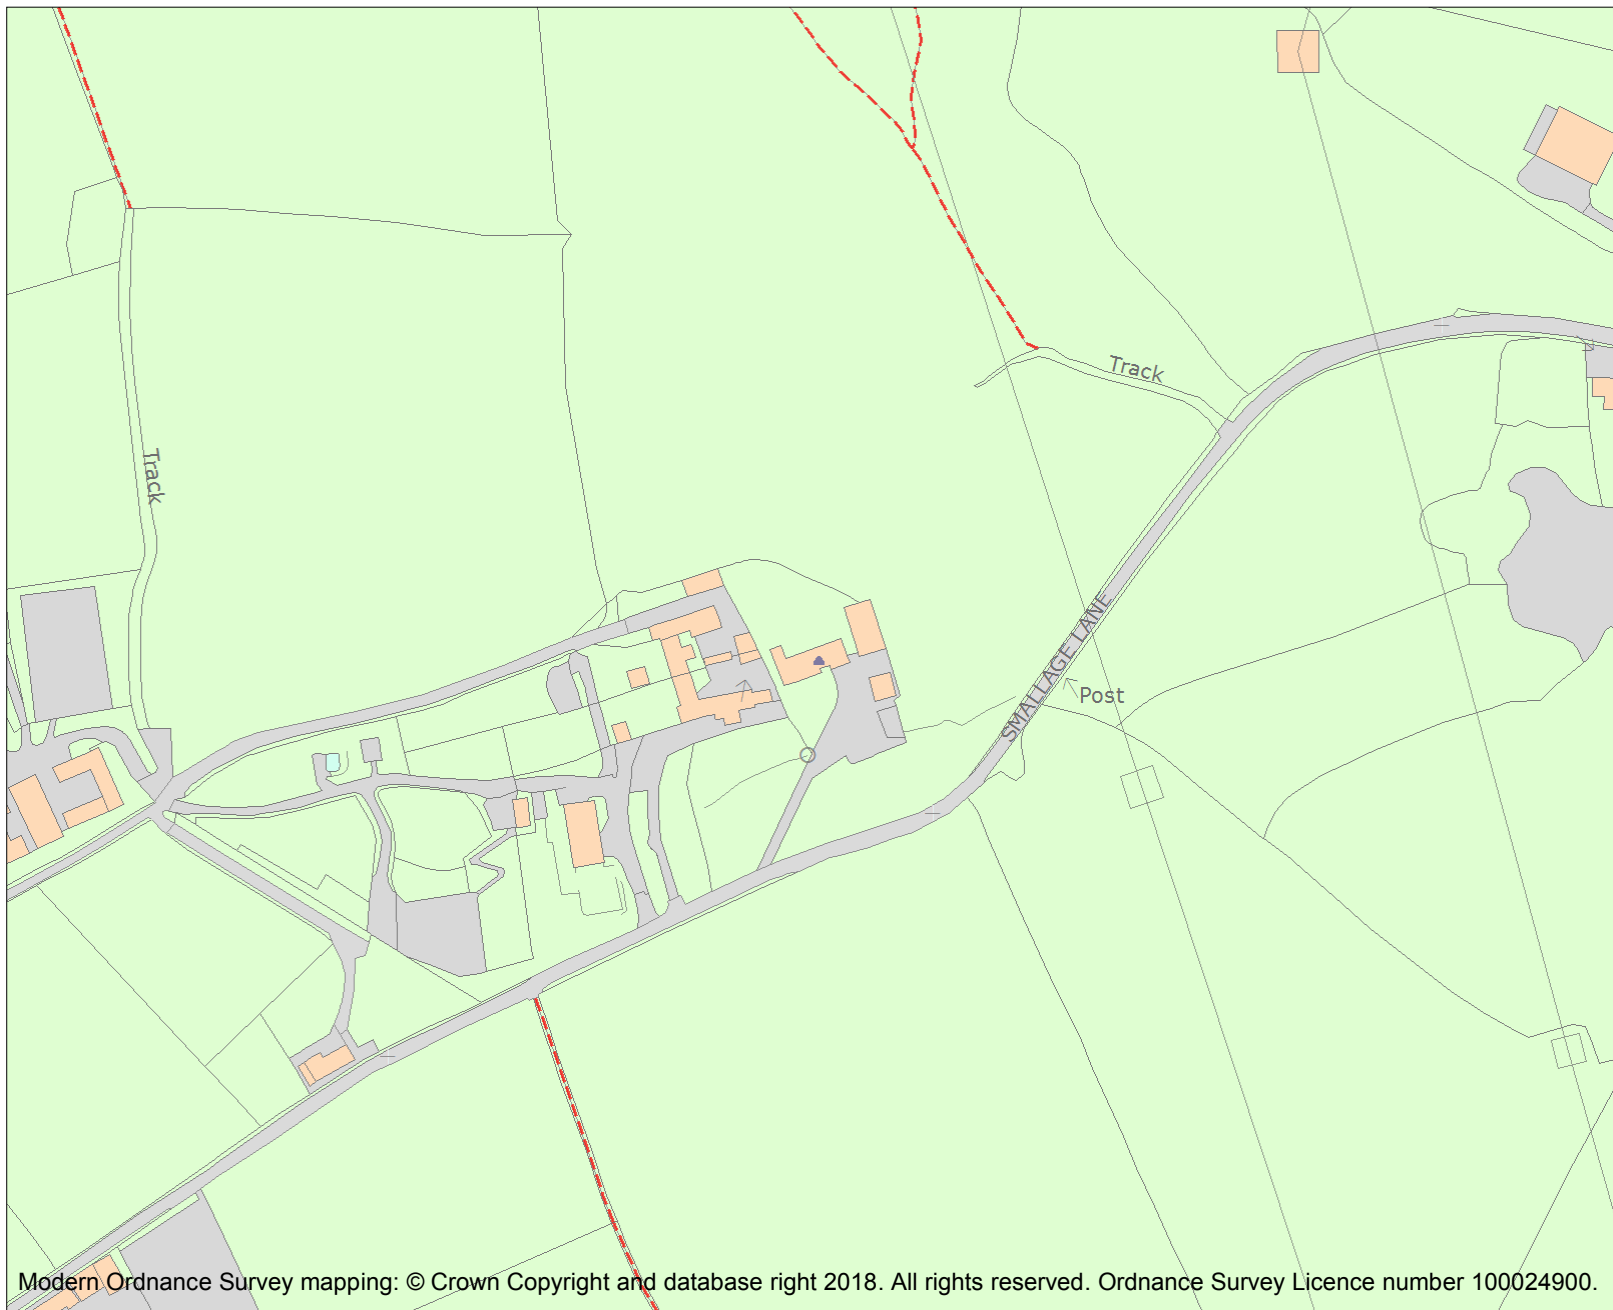 Track
Track
SMALLAGE LANE
Post
Modern Ordnance Survey mapping: © Crown Copyright and database right 2018. All rights reserved. Ordnance Survey Licence number 100024900.